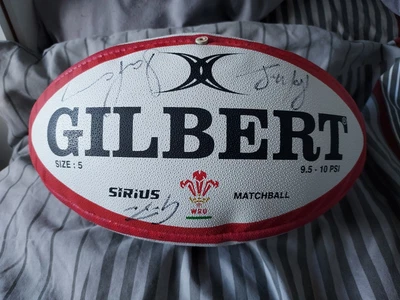 GILBERT
SIZE : 5
9.5 - 10 PSI
SIRIUS
MATCHBALL
WRU